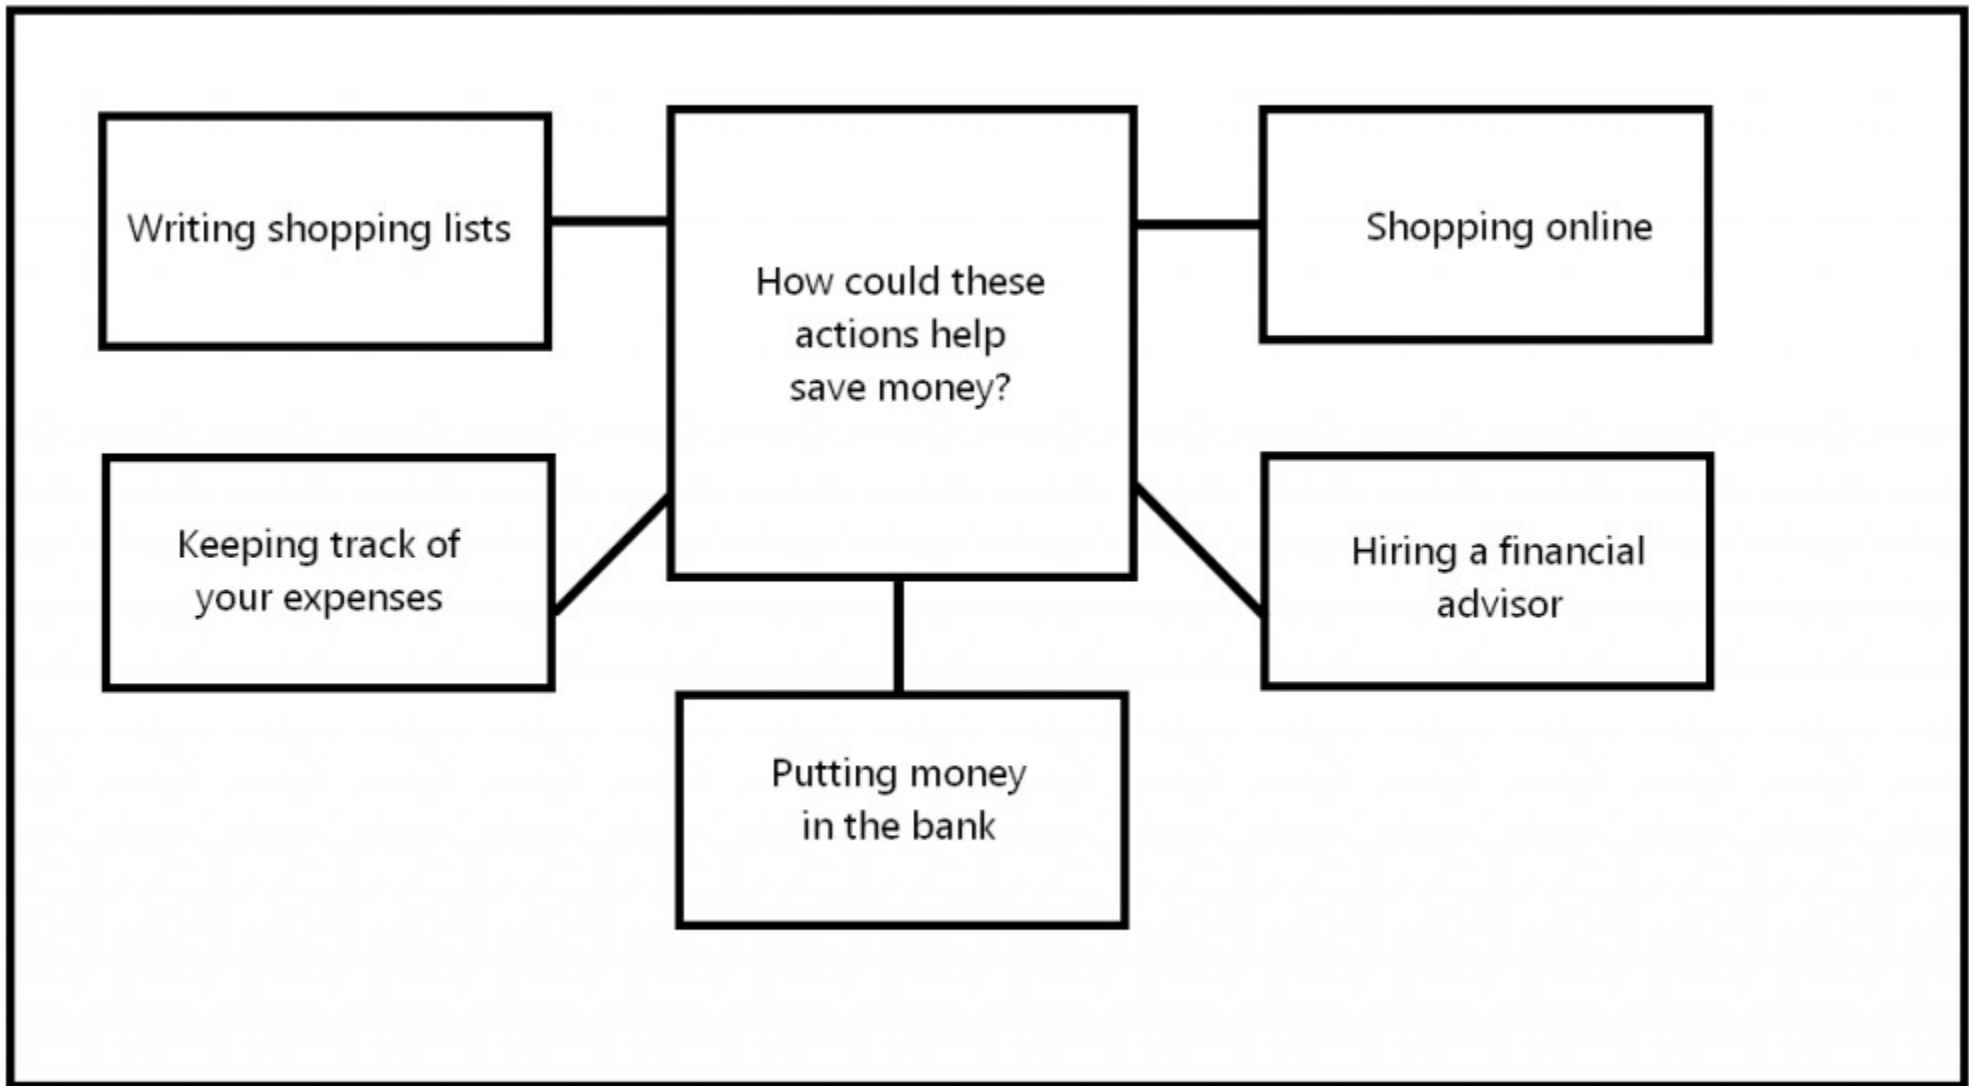 Writing shopping lists
How could these
actions help
save money?
Shopping online
Keeping track of
your expenses
Hiring a financial
advisor
Putting money
in the bank